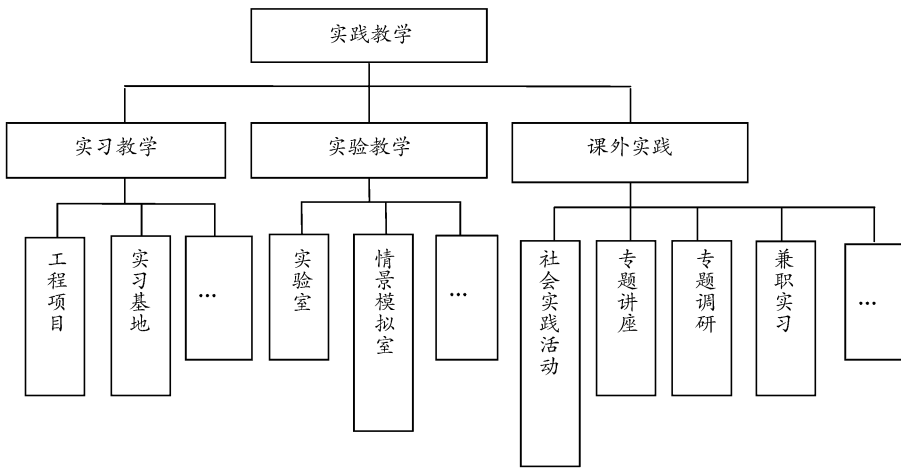 实践教学
实习教学
实验教学
课外实践
工程项目
实习基地
...
实验室
情景模拟室
...
社会实践活动
专题讲座
专题调研
兼职实习
...